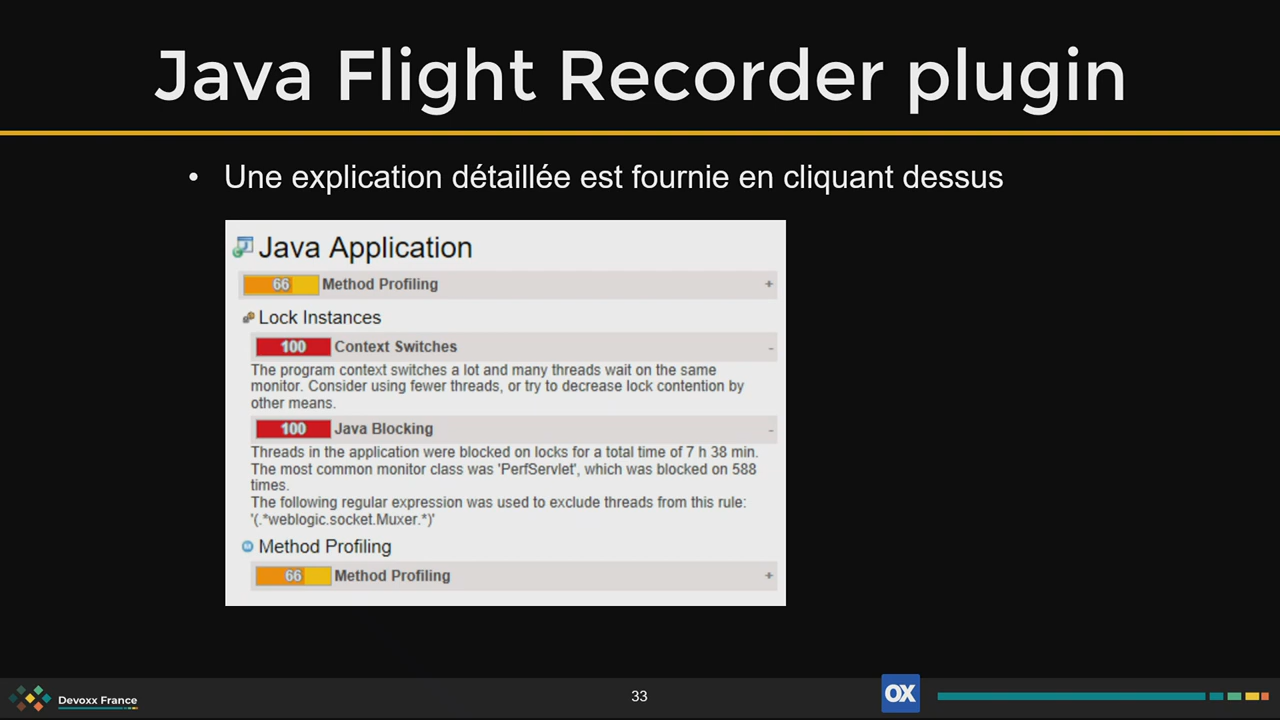 Java Flight Recorder plugin
• Une explication détaillée est fournie en cliquant dessus
Java Application
66 Method Profiling +
Lock Instances
100 Context Switches -
The program context switches a lot and many threads wait on the same
monitor. Consider using fewer threads, or try to decrease lock contention by
other means.
100 Java Blocking -
Threads in the application were blocked on locks for a total time of 7 h 38 min.
The most common monitor class was 'PerfServlet', which was blocked on 588
times.
The following regular expression was used to exclude threads from this rule:
'(.*weblogic.socket.Muxer.*)'
Method Profiling
66 Method Profiling +
Devoxx France
33
OX